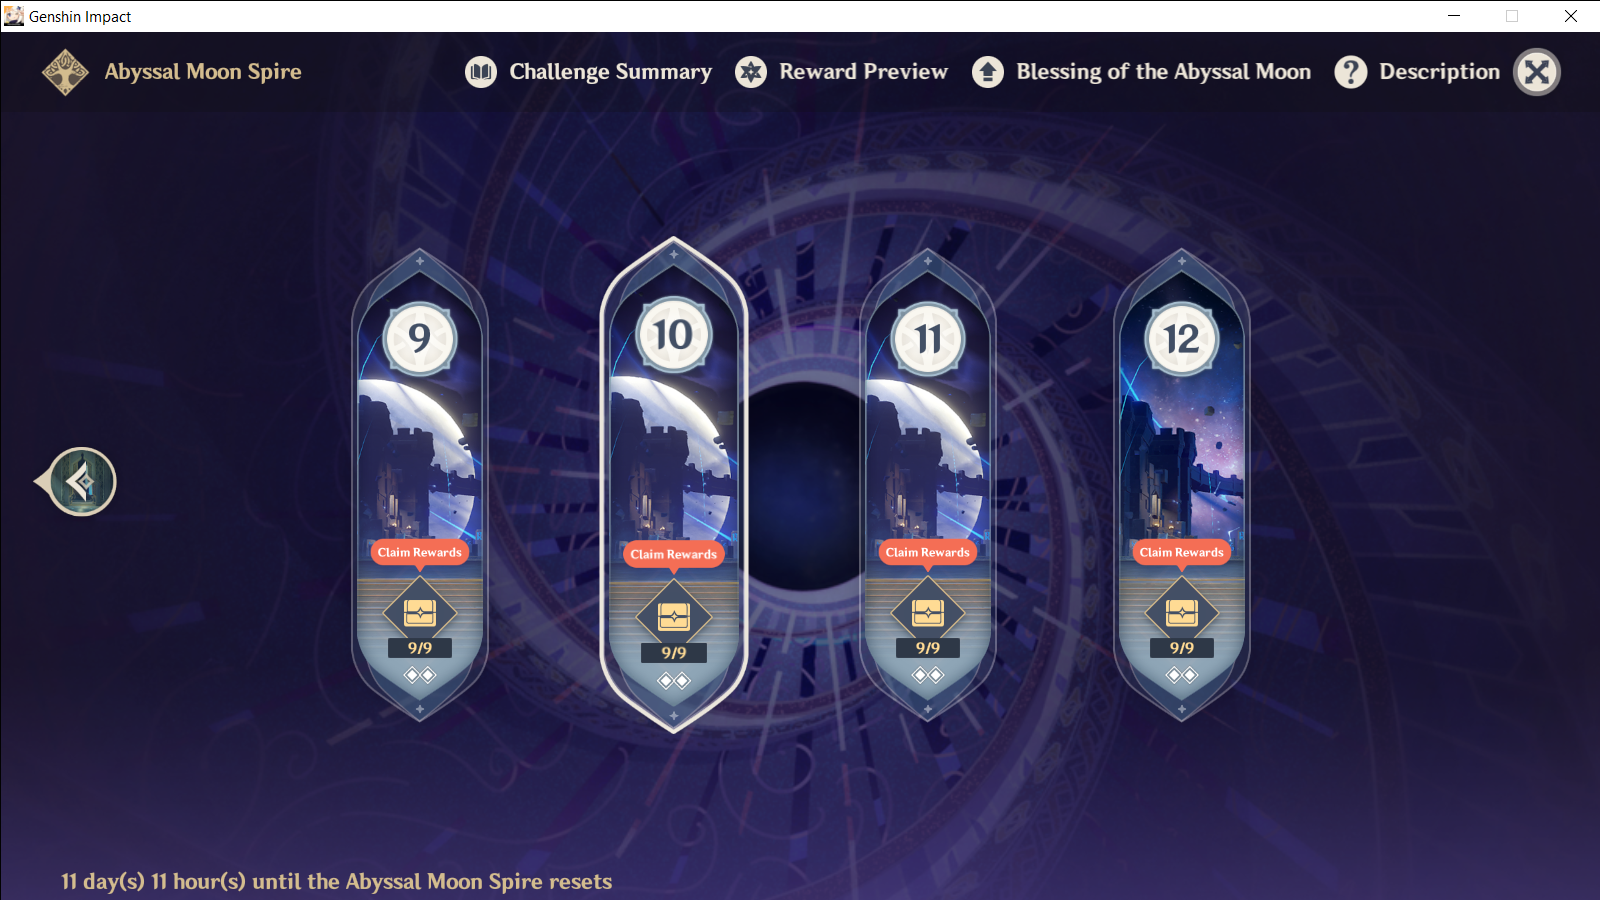 Genshin Impact
Abyssal Moon Spire
Challenge Summary
Reward Preview
Blessing of the Abyssal Moon
? Description
9
10
11
12
Claim Rewards
Claim Rewards
Claim Rewards
Claim Rewards
9/9
9/9
9/9
9/9
11 day(s) 11 hour(s) until the Abyssal Moon Spire resets